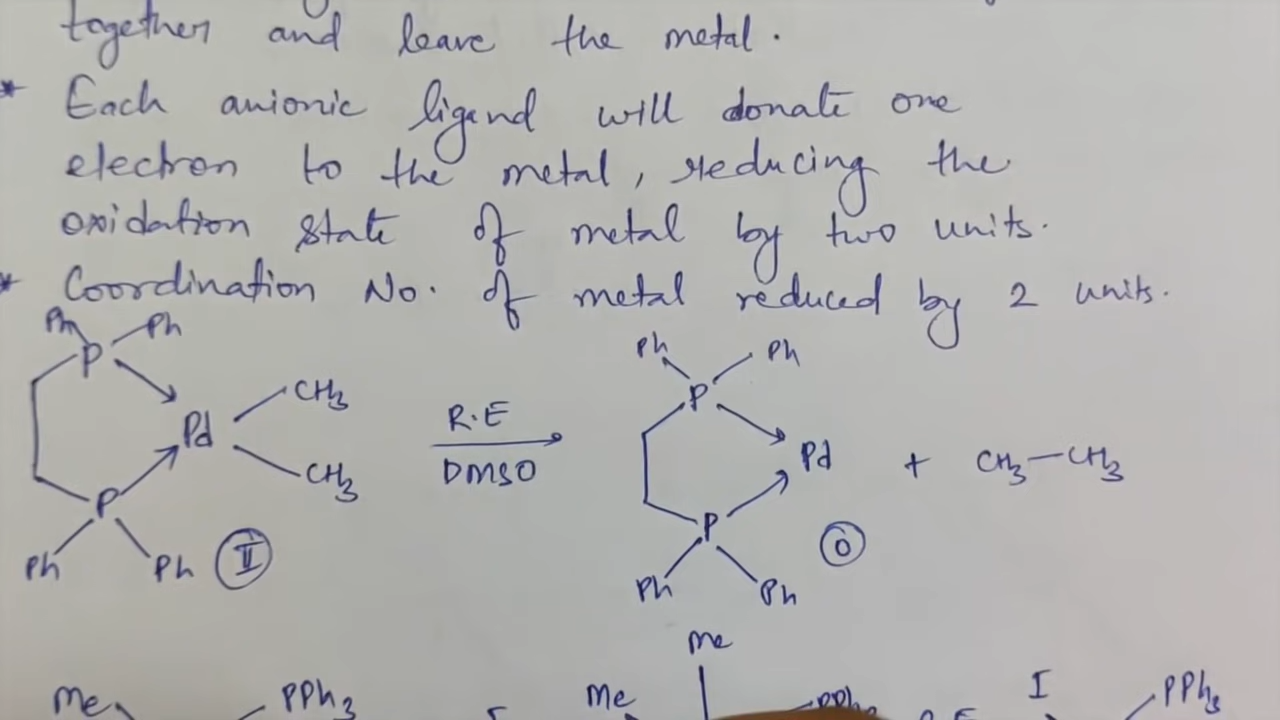 together and leave the metal.
* Each anionic ligand will donate one
electron to the metal, reducing the
oxidation state of metal by two units.
* Coordination No. of metal reduced by 2 units.
Ph Ph
P
Pd
CH3
CH3
P
Ph Ph
II
R.E
DMSO
Ph Ph
P
Pd
P
Ph Ph
0
+ CH3-CH3
Me
Me PPh3
Me
I PPh3